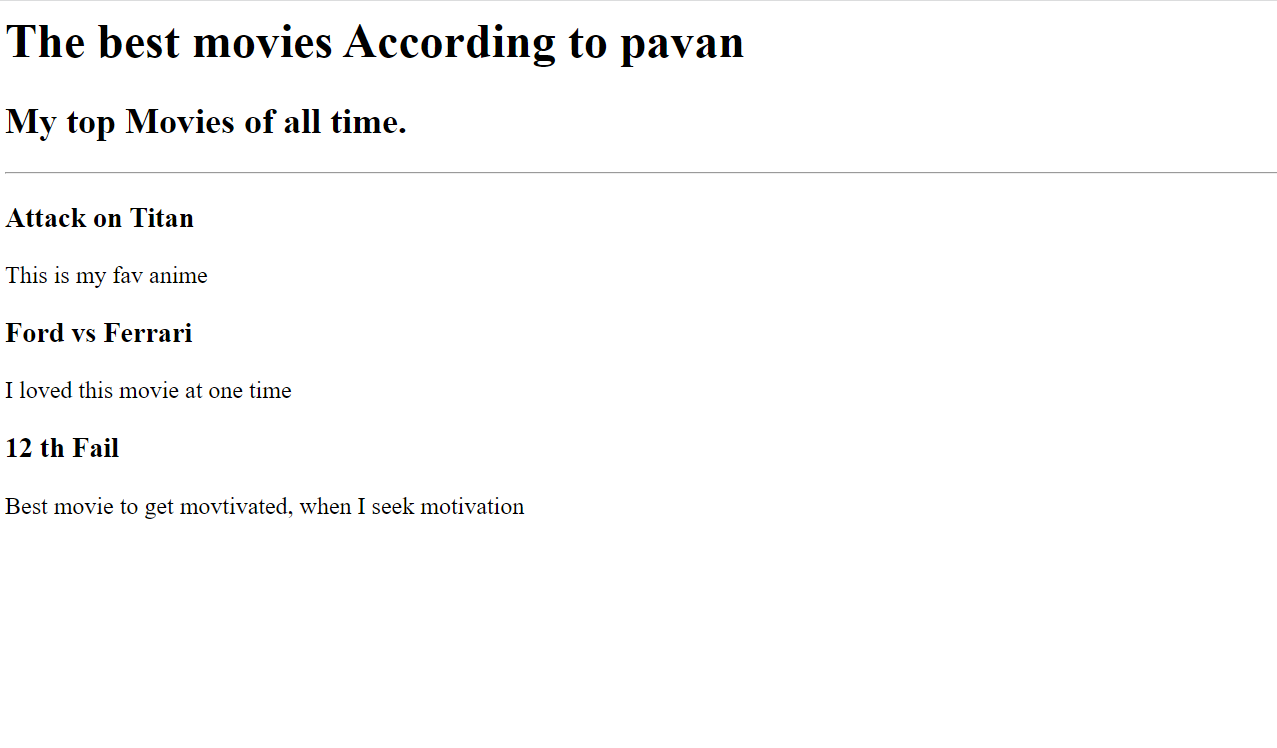 The best movies According to pavan
My top Movies of all time.
Attack on Titan
This is my fav anime
Ford vs Ferrari
I loved this movie at one time
12 th Fail
Best movie to get movtivated, when I seek motivation